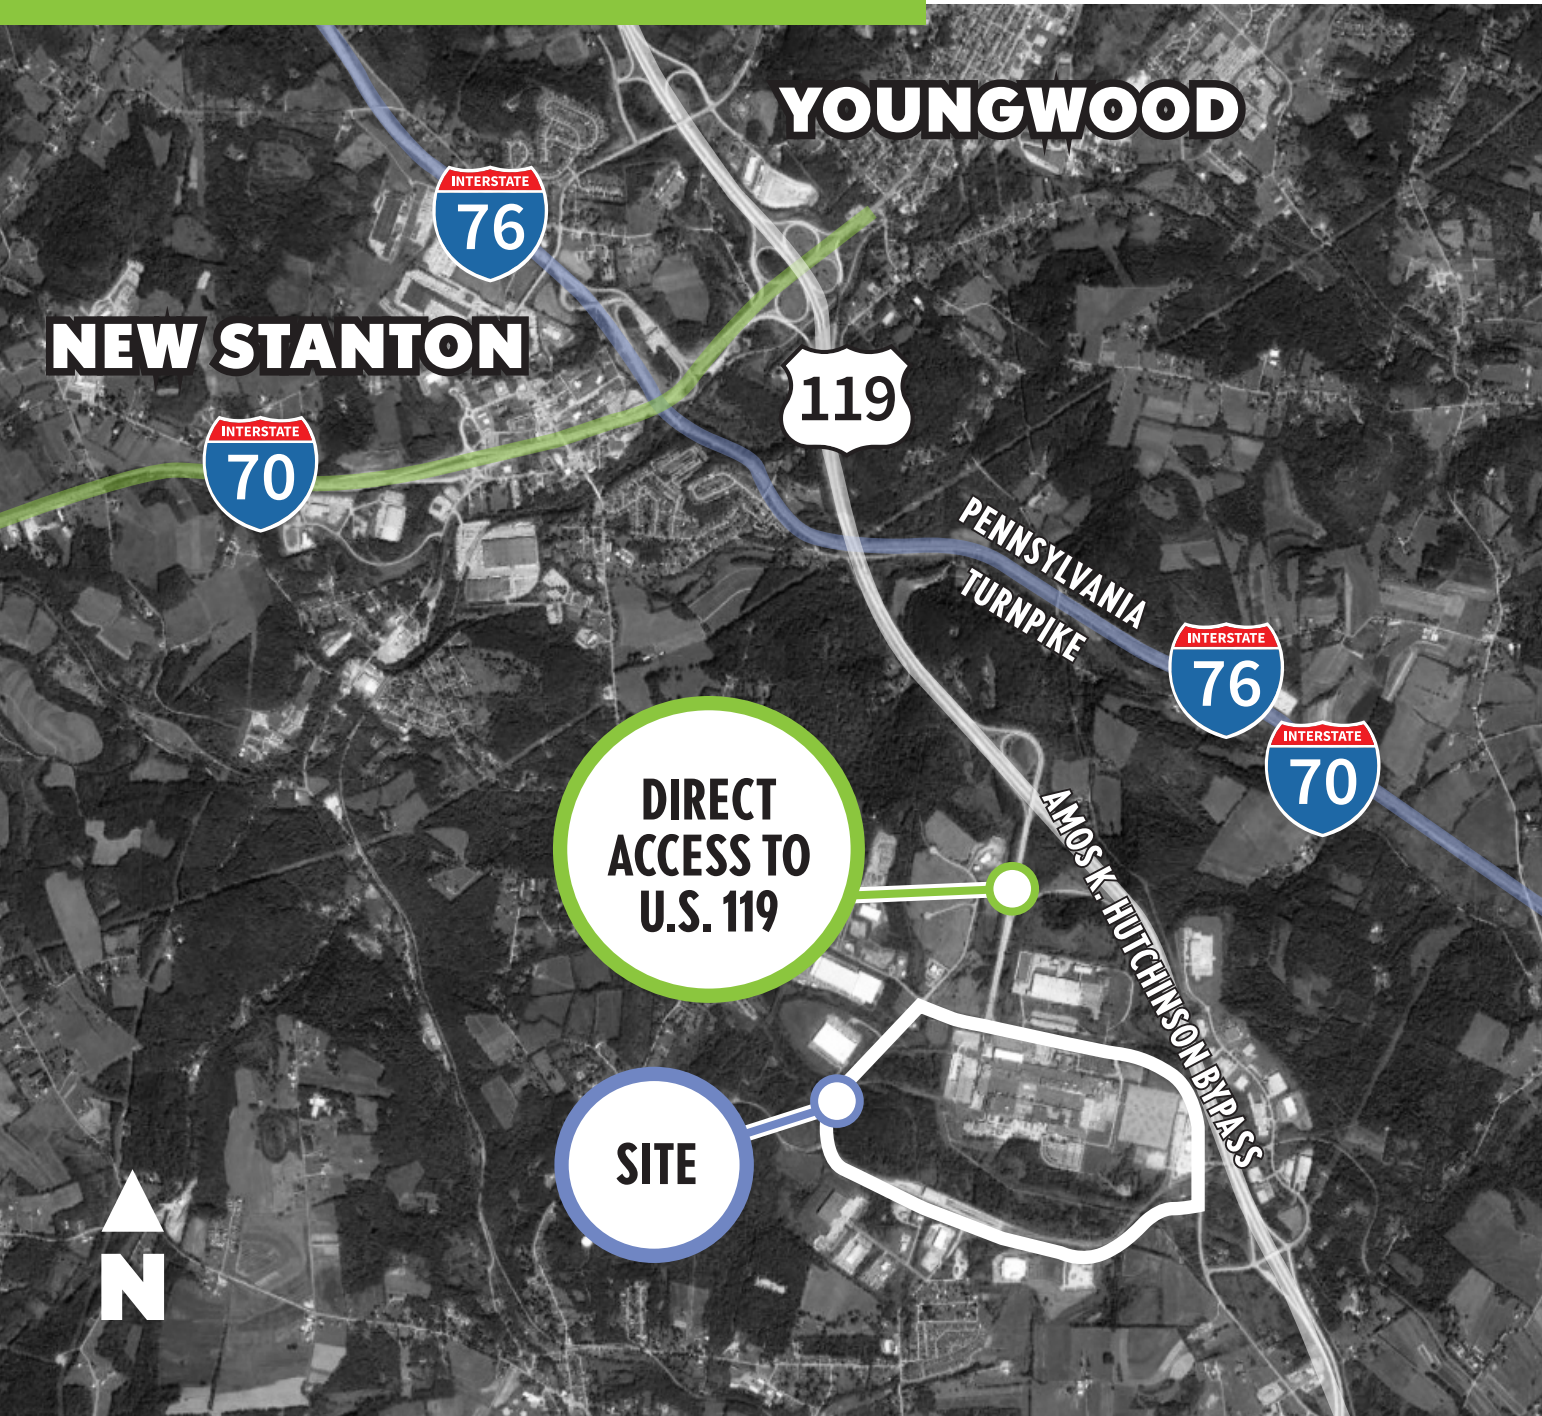 YOUNGWOOD
INTERSTATE
76
NEW STANTON
119
INTERSTATE
70
PENNSYLVANIA
TURNPIKE
INTERSTATE
76
INTERSTATE
70
DIRECT
ACCESS TO
U.S. 119
AMOS K. HUTCHINSON BYPASS
SITE
N